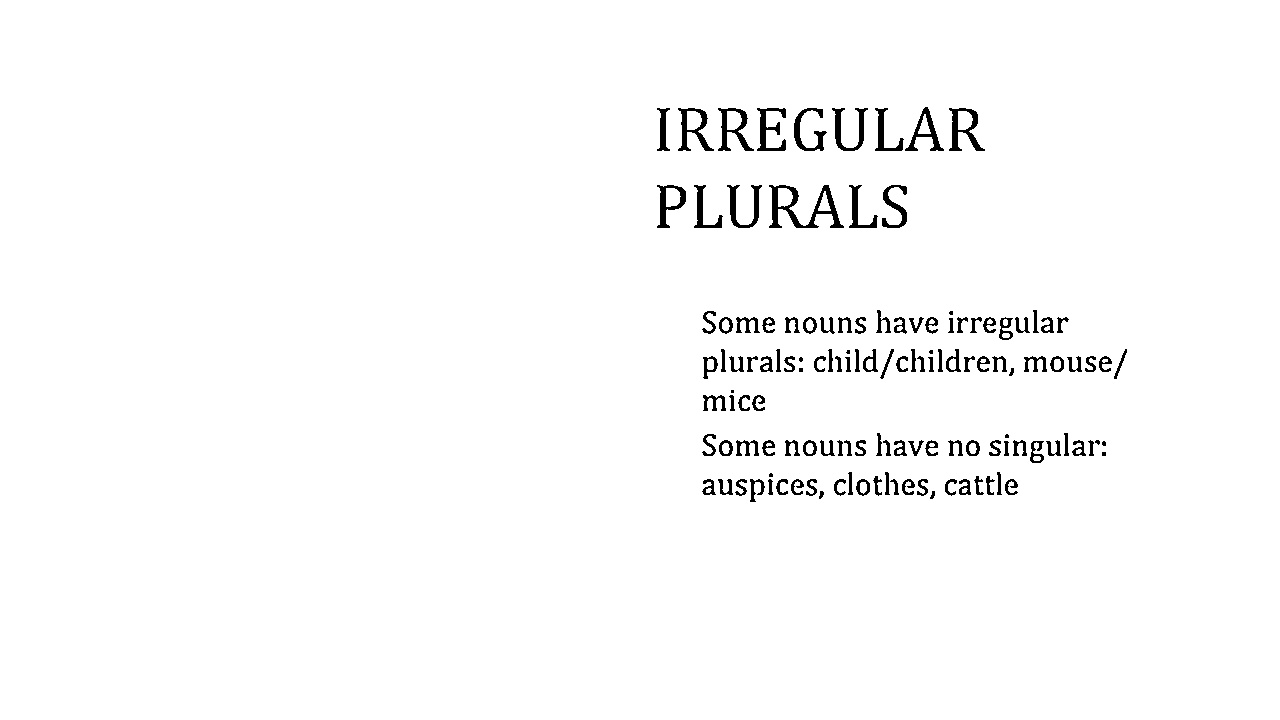 IRREGULAR
PLURALS
Some nouns have irregular
plurals: child/children, mouse/
mice
Some nouns have no singular:
auspices, clothes, cattle